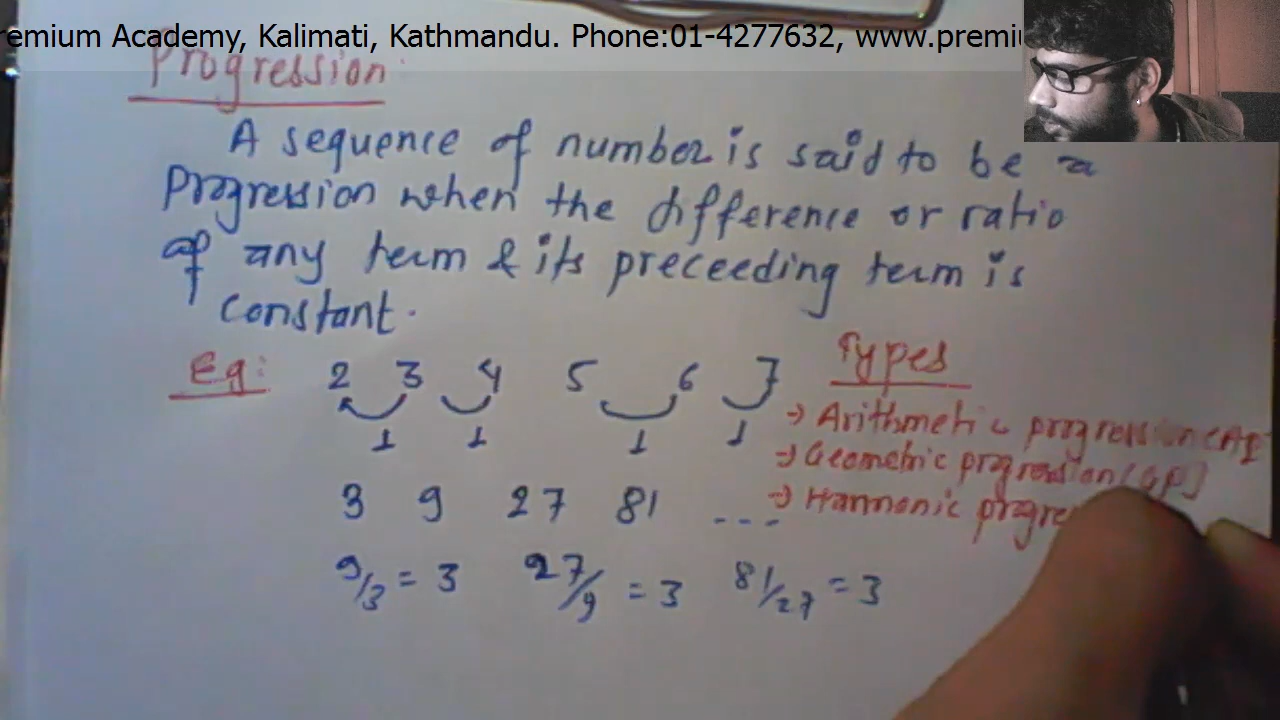 remium Academy, Kalimati, Kathmandu. Phone:01-4277632, www.premiu
Progression
A sequence of number is said to be a
Progression when the difference or ratio
of any term & its preceeding term is
constant.
Eg: 2 3 4 5 6 7
1 1 1 1
3 9 27 81 ---
9/3 = 3 27/9 = 3 81/27 = 3
Types
→ Arithmetic progression (AP
→ Geometric progression (GP)
→ Harmonic progre